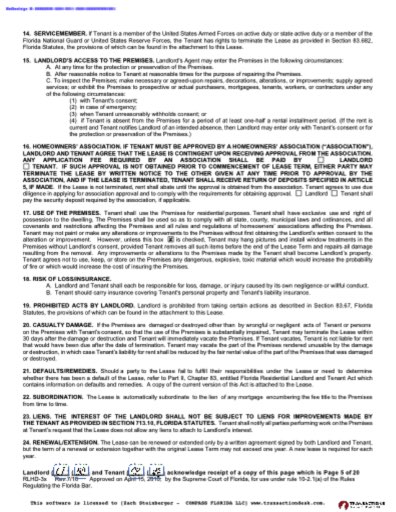 14. SERVICEMEMBER. If Tenant is a member of the United States Armed Forces on active duty or state active duty or a member of the
Florida National Guard or United States Reserve Forces, the Tenant has rights to terminate the Lease as provided in Section 83.682,
Florida Statutes, the provisions of which can be found in the attachment to this Lease.
15. LANDLORD'S ACCESS TO THE PREMISES. Landlord's Agent may enter the Premises in the following circumstances:
A. At any time for the protection or preservation of the Premises.
B. After reasonable notice to Tenant at reasonable times for the purpose of repairing the Premises.
C. To inspect the Premises; make necessary or agreed-upon repairs, decorations, alterations, or improvements; supply agreed
services; or exhibit the Premises to prospective or actual purchasers, mortgagees, tenants, workers, or contractors under any
of the following circumstances:
(1) with Tenant's consent;
(2) in case of emergency;
(3) when Tenant unreasonably withholds consent; or
(4) if Tenant is absent from the Premises for a period of at least one-half a rental installment period. (If the rent is
current and Tenant notifies Landlord of an intended absence, then Landlord may enter only with Tenant's consent or for
the protection or preservation of the Premises.)
16. HOMEOWNERS' ASSOCIATION. IF TENANT MUST BE APPROVED BY A HOMEOWNERS' ASSOCIATION ("ASSOCIATION"),
LANDLORD AND TENANT AGREE THAT THE LEASE IS CONTINGENT UPON RECEIVING APPROVAL FROM THE ASSOCIATION.
ANY APPLICATION FEE REQUIRED BY AN ASSOCIATION SHALL BE PAID BY LANDLORD
TENANT. IF SUCH APPROVAL IS NOT OBTAINED PRIOR TO COMMENCEMENT OF LEASE TERM, EITHER PARTY MAY
TERMINATE THE LEASE BY WRITTEN NOTICE TO THE OTHER GIVEN AT ANY TIME PRIOR TO APPROVAL BY THE
ASSOCIATION, AND IF THE LEASE IS TERMINATED, TENANT SHALL RECEIVE RETURN OF DEPOSITS SPECIFIED IN ARTICLE
5, IF MADE. If the Lease is not terminated, rent shall abate until the approval is obtained from the association. Tenant agrees to use due
diligence in applying for association approval and to comply with the requirements for obtaining approval. Landlord Tenant shall
pay the security deposit required by the association, if applicable.
17. USE OF THE PREMISES. Tenant shall use the Premises for residential purposes. Tenant shall have exclusive use and right of
possession to the dwelling. The Premises shall be used so as to comply with all state, county, municipal laws and ordinances, and all
covenants and restrictions affecting the Premises and all rules and regulations of homeowners' associations affecting the Premises.
Tenant may not paint or make any alterations or improvements to the Premises without first obtaining the Landlord's written consent to the
alteration or improvement. However, unless this box is checked, Tenant may hang pictures and install window treatments in the
Premises without Landlord's consent, provided Tenant removes all such items before the end of the Lease Term and repairs all damage
resulting from the removal. Any improvements or alterations to the Premises made by the Tenant shall become Landlord's property.
Tenant agrees not to use, keep, or store on the Premises any dangerous, explosive, toxic material which would increase the probability
of fire or which would increase the cost of insuring the Premises.
18. RISK OF LOSS/INSURANCE.
A. Landlord and Tenant shall each be responsible for loss, damage, or injury caused by its own negligence or willful conduct.
B. Tenant should carry insurance covering Tenant's personal property and Tenant's liability insurance.
19. PROHIBITED ACTS BY LANDLORD. Landlord is prohibited from taking certain actions as described in Section 83.67, Florida
Statutes, the provisions of which can be found in the attachment to this Lease.
20. CASUALTY DAMAGE. If the Premises are damaged or destroyed other than by wrongful or negligent acts of Tenant or persons
on the Premises with Tenant's consent, so that the use of the Premises is substantially impaired, Tenant may terminate the Lease within
30 days after the damage or destruction and Tenant will immediately vacate the Premises. If Tenant vacates, Tenant is not liable for rent
that would have been due after the date of termination. Tenant may vacate the part of the Premises rendered unusable by the damage
or destruction, in which case Tenant's liability for rent shall be reduced by the fair rental value of the part of the Premises that was damaged
or destroyed.
21. DEFAULTS/REMEDIES. Should a party to the Lease fail to fulfill their responsibilities under the Lease or need to determine
whether there has been a default of the Lease, refer to Part II, Chapter 83, entitled Florida Residential Landlord and Tenant Act which
contains information on defaults and remedies. A copy of the current version of this Act is attached to the Lease.
22. SUBORDINATION. The Lease is automatically subordinate to the lien of any mortgage encumbering the fee title to the Premises
from time to time.
23. LIENS. THE INTEREST OF THE LANDLORD SHALL NOT BE SUBJECT TO LIENS FOR IMPROVEMENTS MADE BY
THE TENANT AS PROVIDED IN SECTION 713.10, FLORIDA STATUTES. Tenant shall notify all parties performing work on the Premises
at Tenant's request that the Lease does not allow any liens to attach to Landlord's interest.
24. RENEWAL/EXTENSION. The Lease can be renewed or extended only by a written agreement signed by both Landlord and Tenant,
but the term of a renewal or extension together with the original Lease Term may not exceed one year. A new lease is required for each
year.
Landlord and Tenant acknowledge receipt of a copy of this page which is Page 5 of 20
RLHD-3x Rev. 7/16 Approved on April 15, 2010, by the Supreme Court of Florida, for use under rule 10-2.1(a) of the Rules
Regulating the Florida Bar.
This software is licensed to [Zach Steinberger - COMPASS FLORIDA LLC] www.transactiondesk.com.